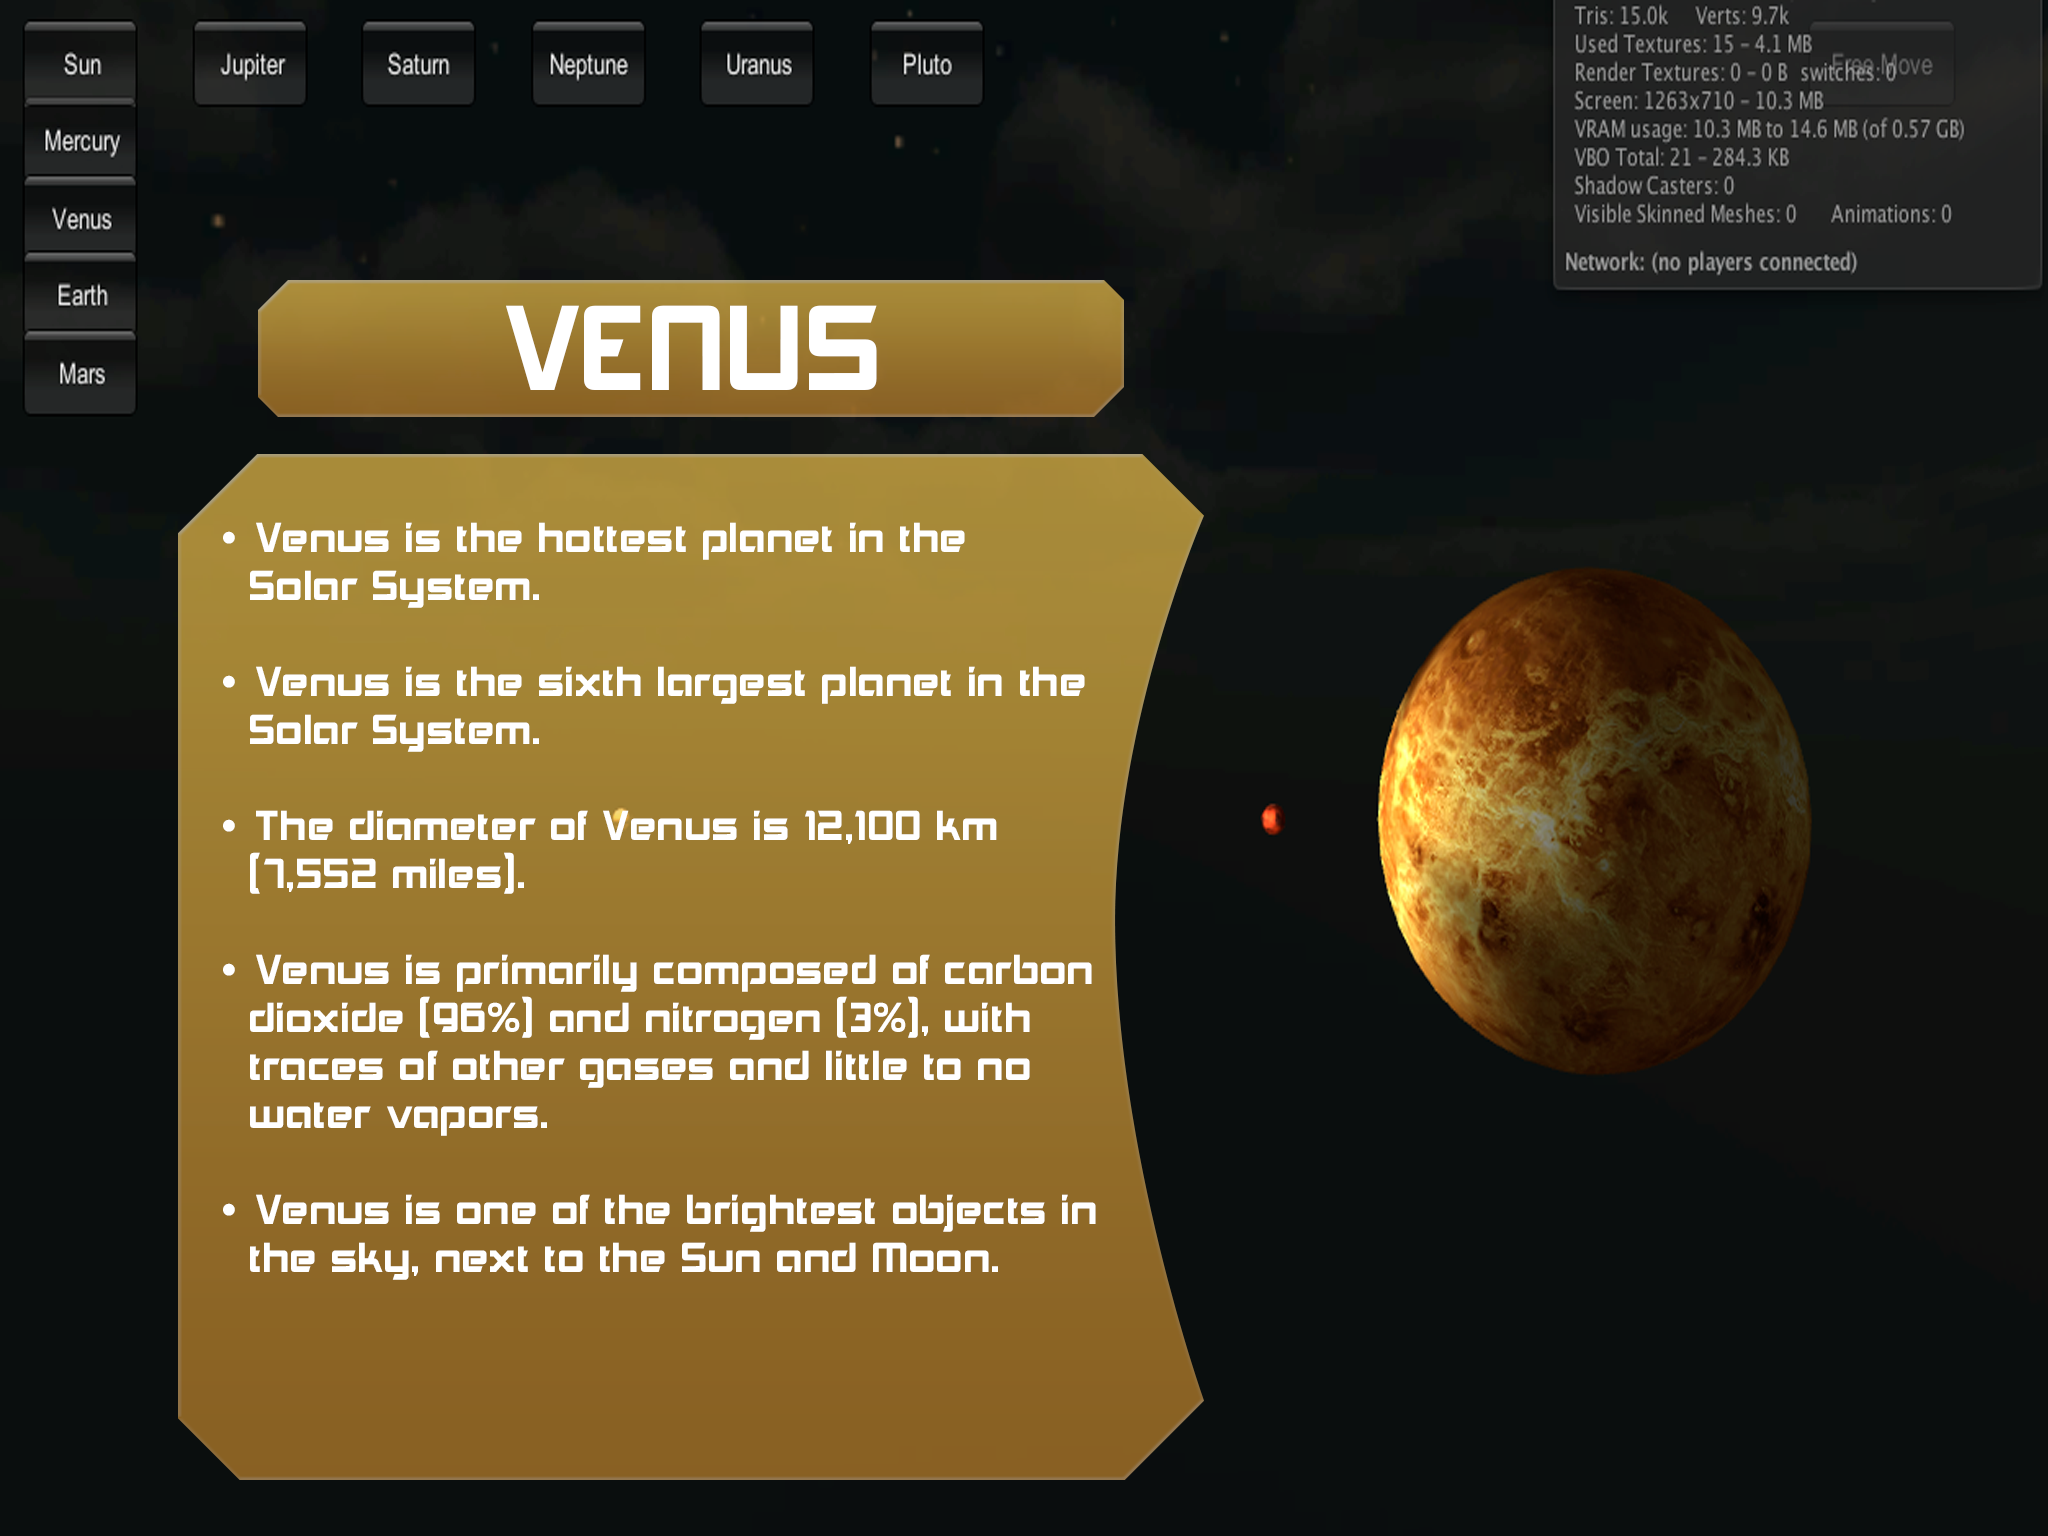 Sun
Jupiter
Saturn
Neptune
Uranus
Pluto
Mercury
Venus
Earth
Mars
Tris: 15.0k Verts: 9.7k
Used Textures: 15 – 4.1 MB
Free Move
Render Textures: 0 – 0 B switches: 0
Screen: 1263x710 – 10.3 MB
VRAM usage: 10.3 MB to 14.6 MB (of 0.57 GB)
VBO Total: 21 – 284.3 KB
Shadow Casters: 0
Visible Skinned Meshes: 0 Animations: 0
Network: (no players connected)
VENUS
• Venus is the hottest planet in the
Solar System.
• Venus is the sixth largest planet in the
Solar System.
• The diameter of Venus is 12,100 km
(7,552 miles).
• Venus is primarily composed of carbon
dioxide (96%) and nitrogen (3%), with
traces of other gases and little to no
water vapors.
• Venus is one of the brightest objects in
the sky, next to the Sun and Moon.